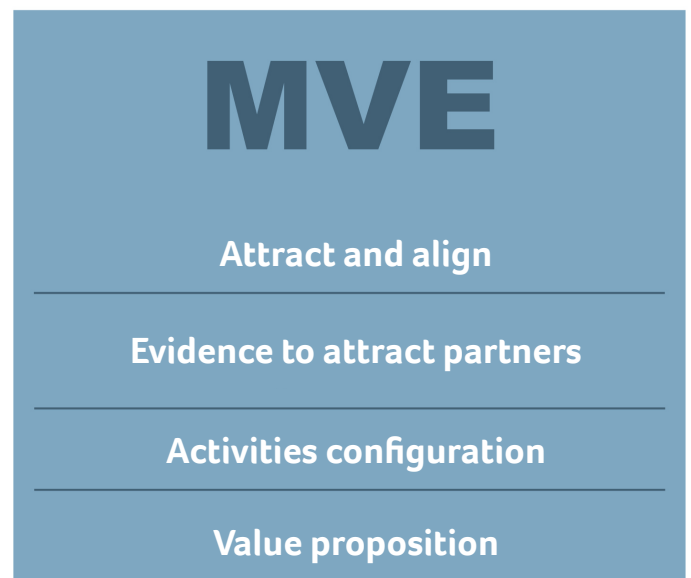 MVE
Attract and align
Evidence to attract partners
Activities configuration
Value proposition